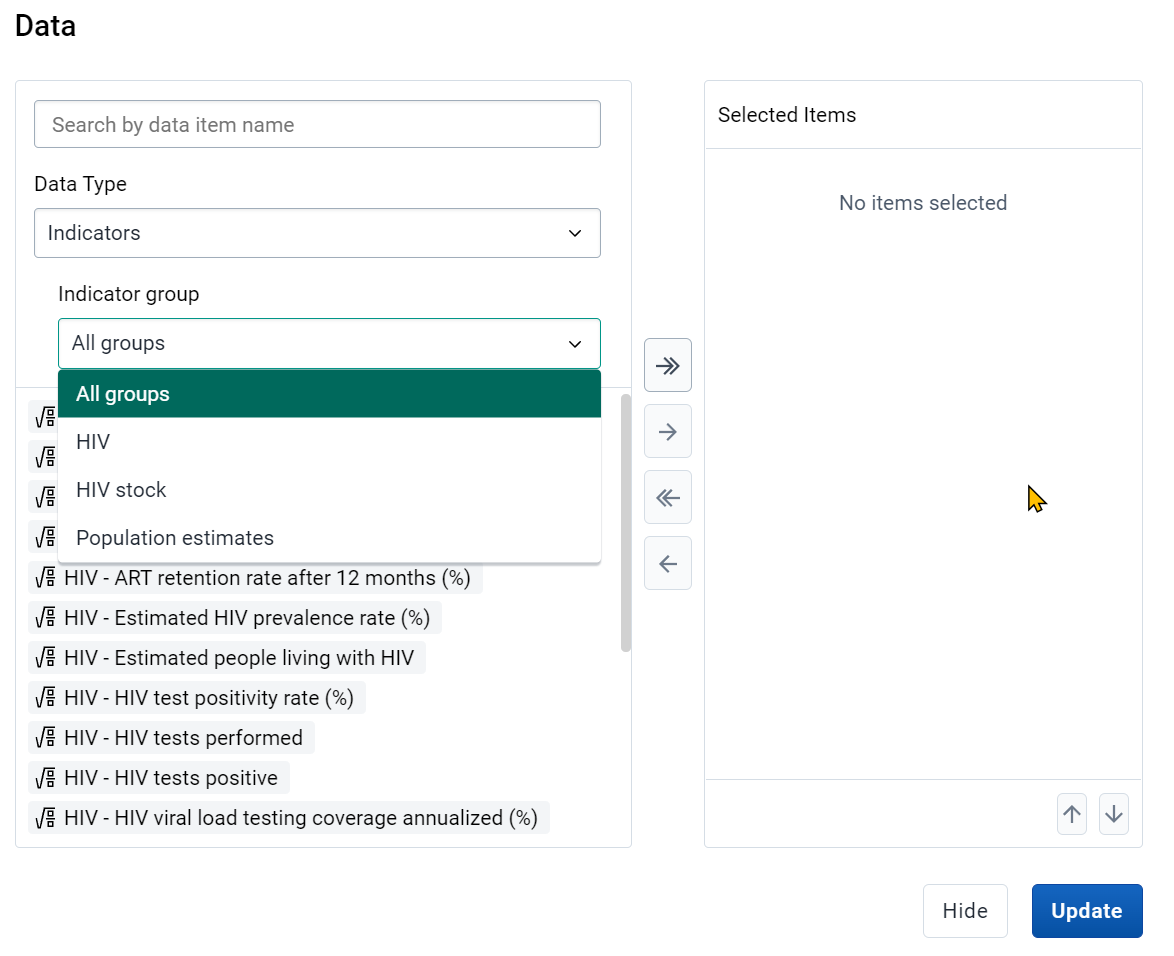 Data
Search by data item name
Data Type
Indicators
Indicator group
All groups
All groups
HIV
HIV stock
Population estimates
HIV - ART retention rate after 12 months (%)
HIV - Estimated HIV prevalence rate (%)
HIV - Estimated people living with HIV
HIV - HIV test positivity rate (%)
HIV - HIV tests performed
HIV - HIV tests positive
HIV - HIV viral load testing coverage annualized (%)
Selected Items
No items selected
Hide
Update